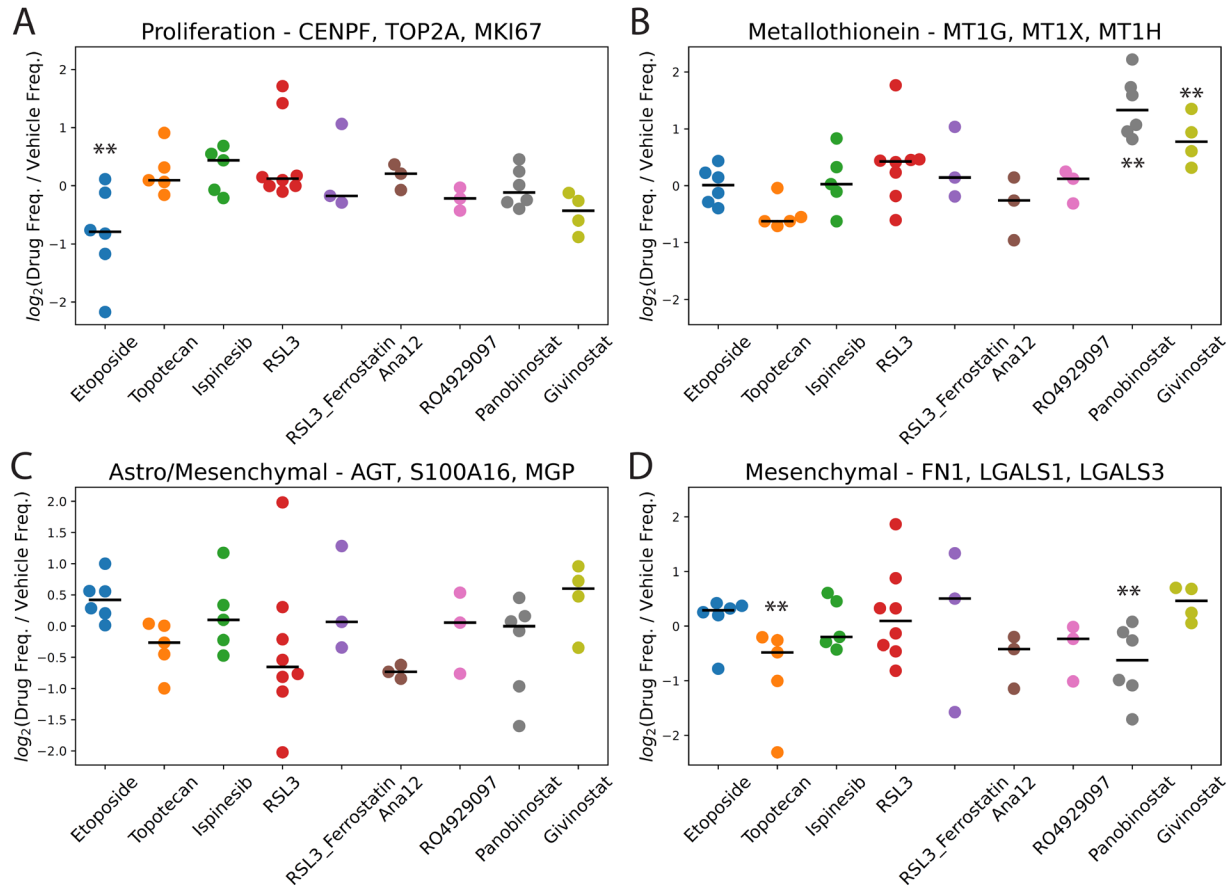 A
Proliferation - CENPF, TOP2A, MKI67
log2(Drug Freq. / Vehicle Freq.)
2
1
0
−1
−2
**
Etoposide
Topotecan
Ispinesib
RSL3
RSL3_Ferrostatin
Ana12
RO4929097
Panobinostat
Givinostat
B
Metallothionein - MT1G, MT1X, MT1H
log2(Drug Freq. / Vehicle Freq.)
2
1
0
−1
−2
**
**
Etoposide
Topotecan
Ispinesib
RSL3
RSL3_Ferrostatin
Ana12
RO4929097
Panobinostat
Givinostat
C
Astro/Mesenchymal - AGT, S100A16, MGP
log2(Drug Freq. / Vehicle Freq.)
2.0
1.5
1.0
0.5
0.0
−0.5
−1.0
−1.5
−2.0
Etoposide
Topotecan
Ispinesib
RSL3
RSL3_Ferrostatin
Ana12
RO4929097
Panobinostat
Givinostat
D
Mesenchymal - FN1, LGALS1, LGALS3
log2(Drug Freq. / Vehicle Freq.)
2
1
0
−1
−2
**
**
Etoposide
Topotecan
Ispinesib
RSL3
RSL3_Ferrostatin
Ana12
RO4929097
Panobinostat
Givinostat